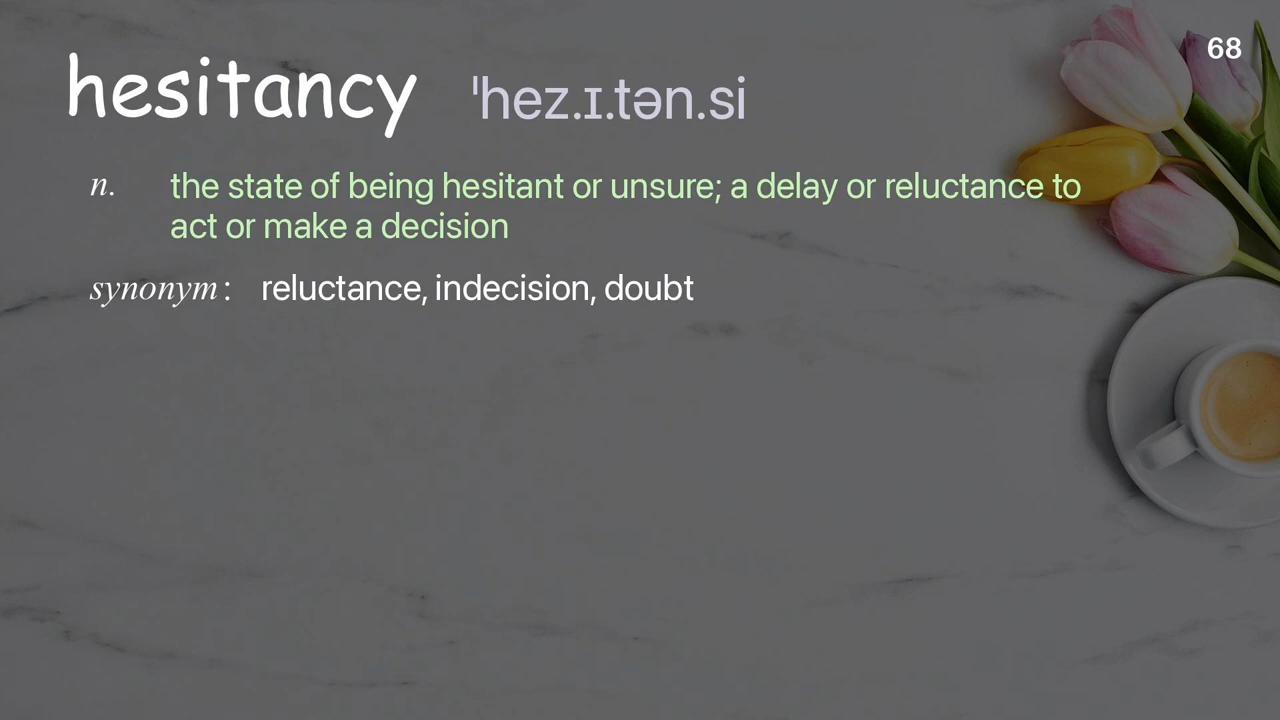 68
hesitancy ˈhez.ɪ.tən.si
n. the state of being hesitant or unsure; a delay or reluctance to
act or make a decision
synonym: reluctance, indecision, doubt